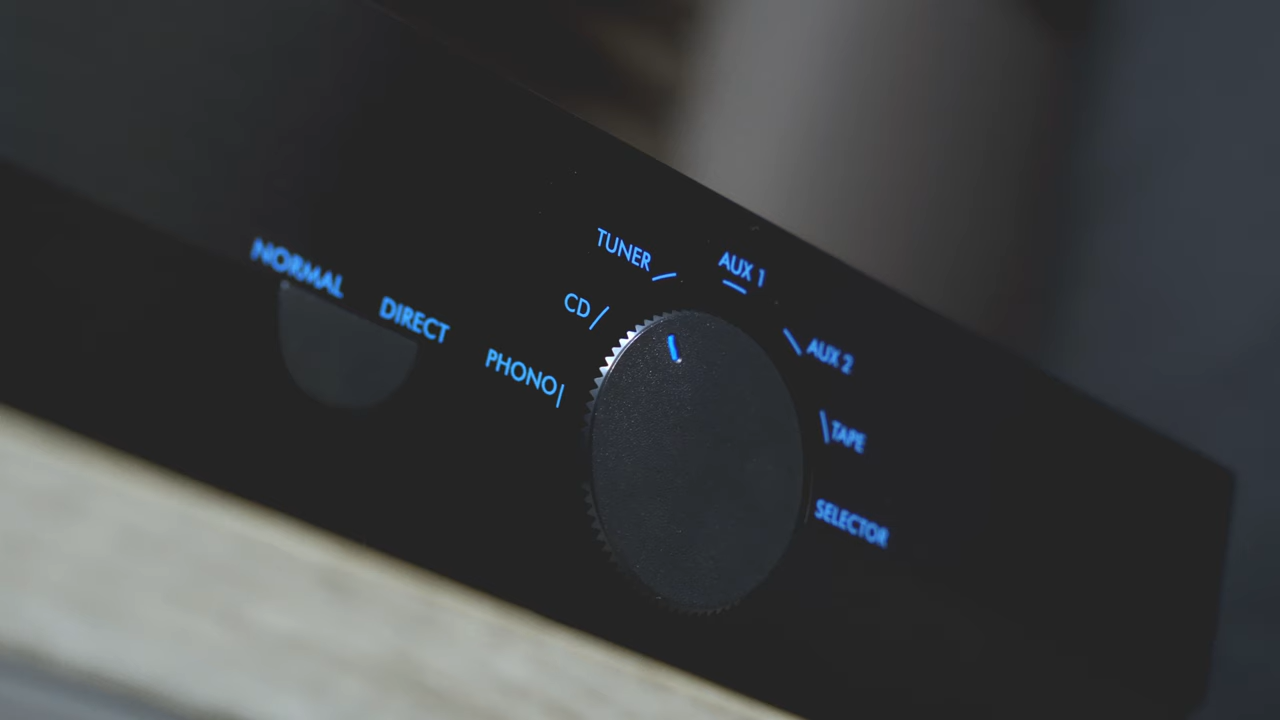 NORMAL
DIRECT
PHONO
CD
TUNER
AUX 1
AUX 2
TAPE
SELECTOR